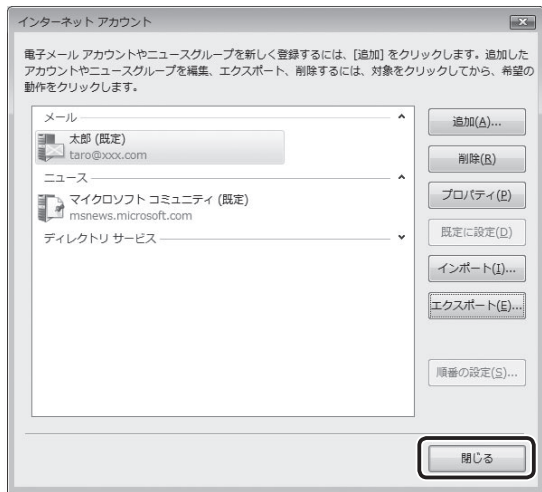 インターネット アカウント
電子メール アカウントやニュースグループを新しく登録するには、[追加] をクリックします。追加した
アカウントやニュースグループを編集、エクスポート、削除するには、対象をクリックしてから、希望の
動作をクリックします。
メール
太郎 (既定)
taro@xxx.com
ニュース
マイクロソフト コミュニティ (既定)
msnews.microsoft.com
ディレクトリ サービス
追加(A)...
削除(R)
プロパティ(P)
既定に設定(D)
インポート(I)...
エクスポート(E)...
順番の設定(S)...
閉じる